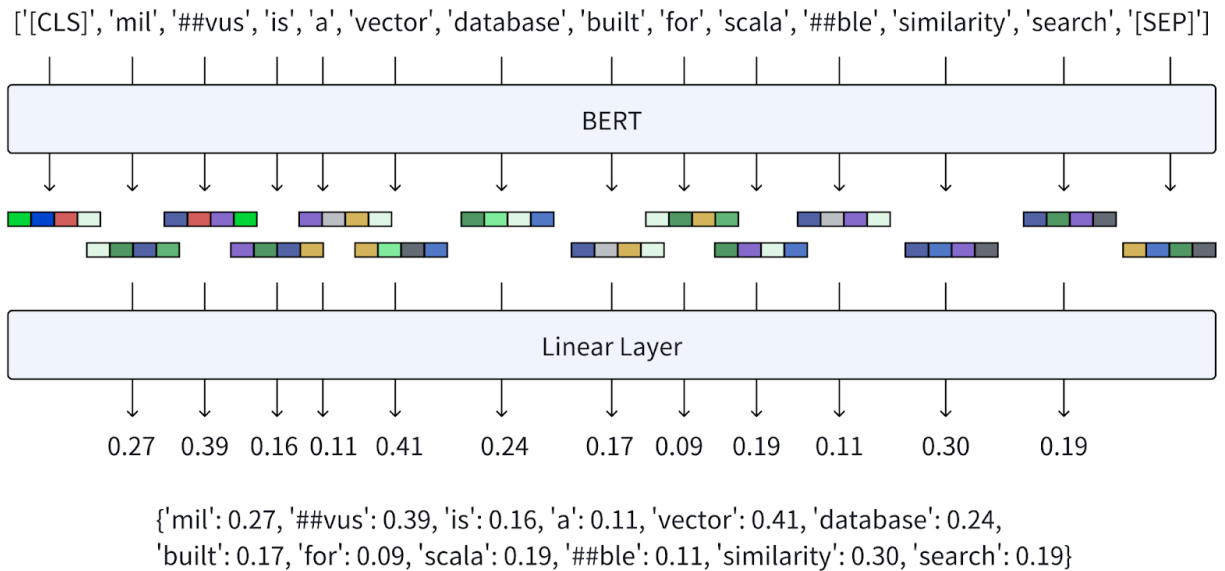 ['[CLS]', 'mil', '##vus', 'is', 'a', 'vector', 'database', 'built', 'for', 'scala', '##ble', 'similarity', 'search', '[SEP]']
BERT
Linear Layer
0.27 0.39 0.16 0.11 0.41 0.24 0.17 0.09 0.19 0.11 0.30 0.19
{'mil': 0.27, '##vus': 0.39, 'is': 0.16, 'a': 0.11, 'vector': 0.41, 'database': 0.24,
'built': 0.17, 'for': 0.09, 'scala': 0.19, '##ble': 0.11, 'similarity': 0.30, 'search': 0.19}